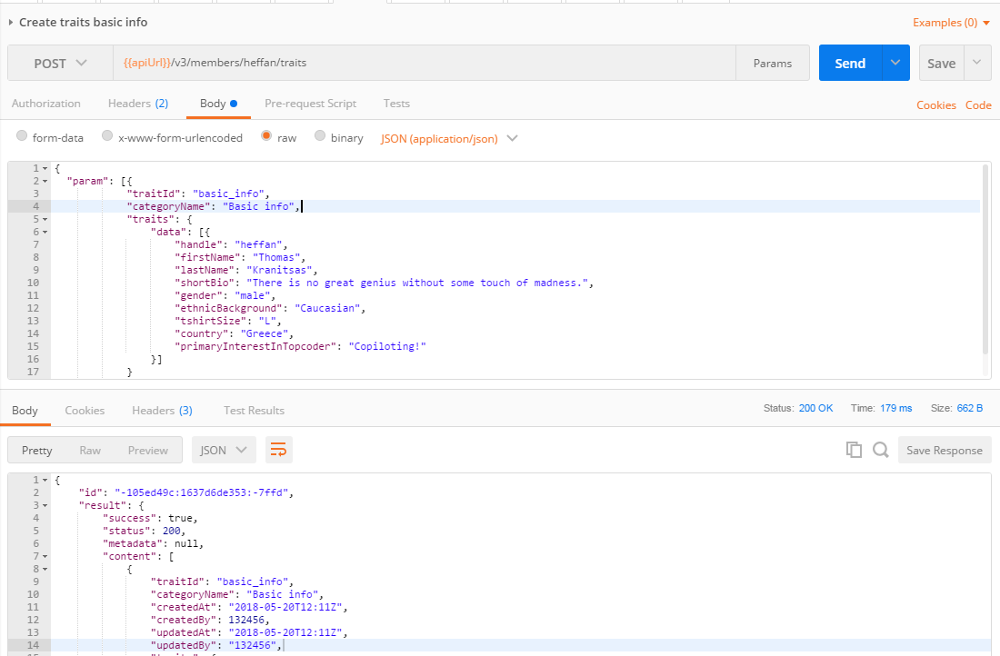 Create traits basic info
Examples (0)
POST
{{apiUrl}}/v3/members/heffan/traits
Params
Send
Save
Authorization
Headers (2)
Body
Pre-request Script
Tests
Cookies
Code
form-data
x-www-form-urlencoded
raw
binary
JSON (application/json)
1 {
2 "param": [{
3 "traitId": "basic_info",
4 "categoryName": "Basic info",
5 "traits": {
6 "data": [{
7 "handle": "heffan",
8 "firstName": "Thomas",
9 "lastName": "Kranitsas",
10 "shortBio": "There is no great genius without some touch of madness.",
11 "gender": "male",
12 "ethnicBackground": "Caucasian",
13 "tshirtSize": "L",
14 "country": "Greece",
15 "primaryInterestInTopcoder": "Copiloting!"
16 }]
17 }
Body
Cookies
Headers (3)
Test Results
Status: 200 OK
Time: 179 ms
Size: 662 B
Pretty
Raw
Preview
JSON
Save Response
1 {
2 "id": "-105ed49c:1637d6de353:-7ffd",
3 "result": {
4 "success": true,
5 "status": 200,
6 "metadata": null,
7 "content": [
8 {
9 "traitId": "basic_info",
10 "categoryName": "Basic info",
11 "createdAt": "2018-05-20T12:11Z",
12 "createdBy": 132456,
13 "updatedAt": "2018-05-20T12:11Z",
14 "updatedBy": "132456",